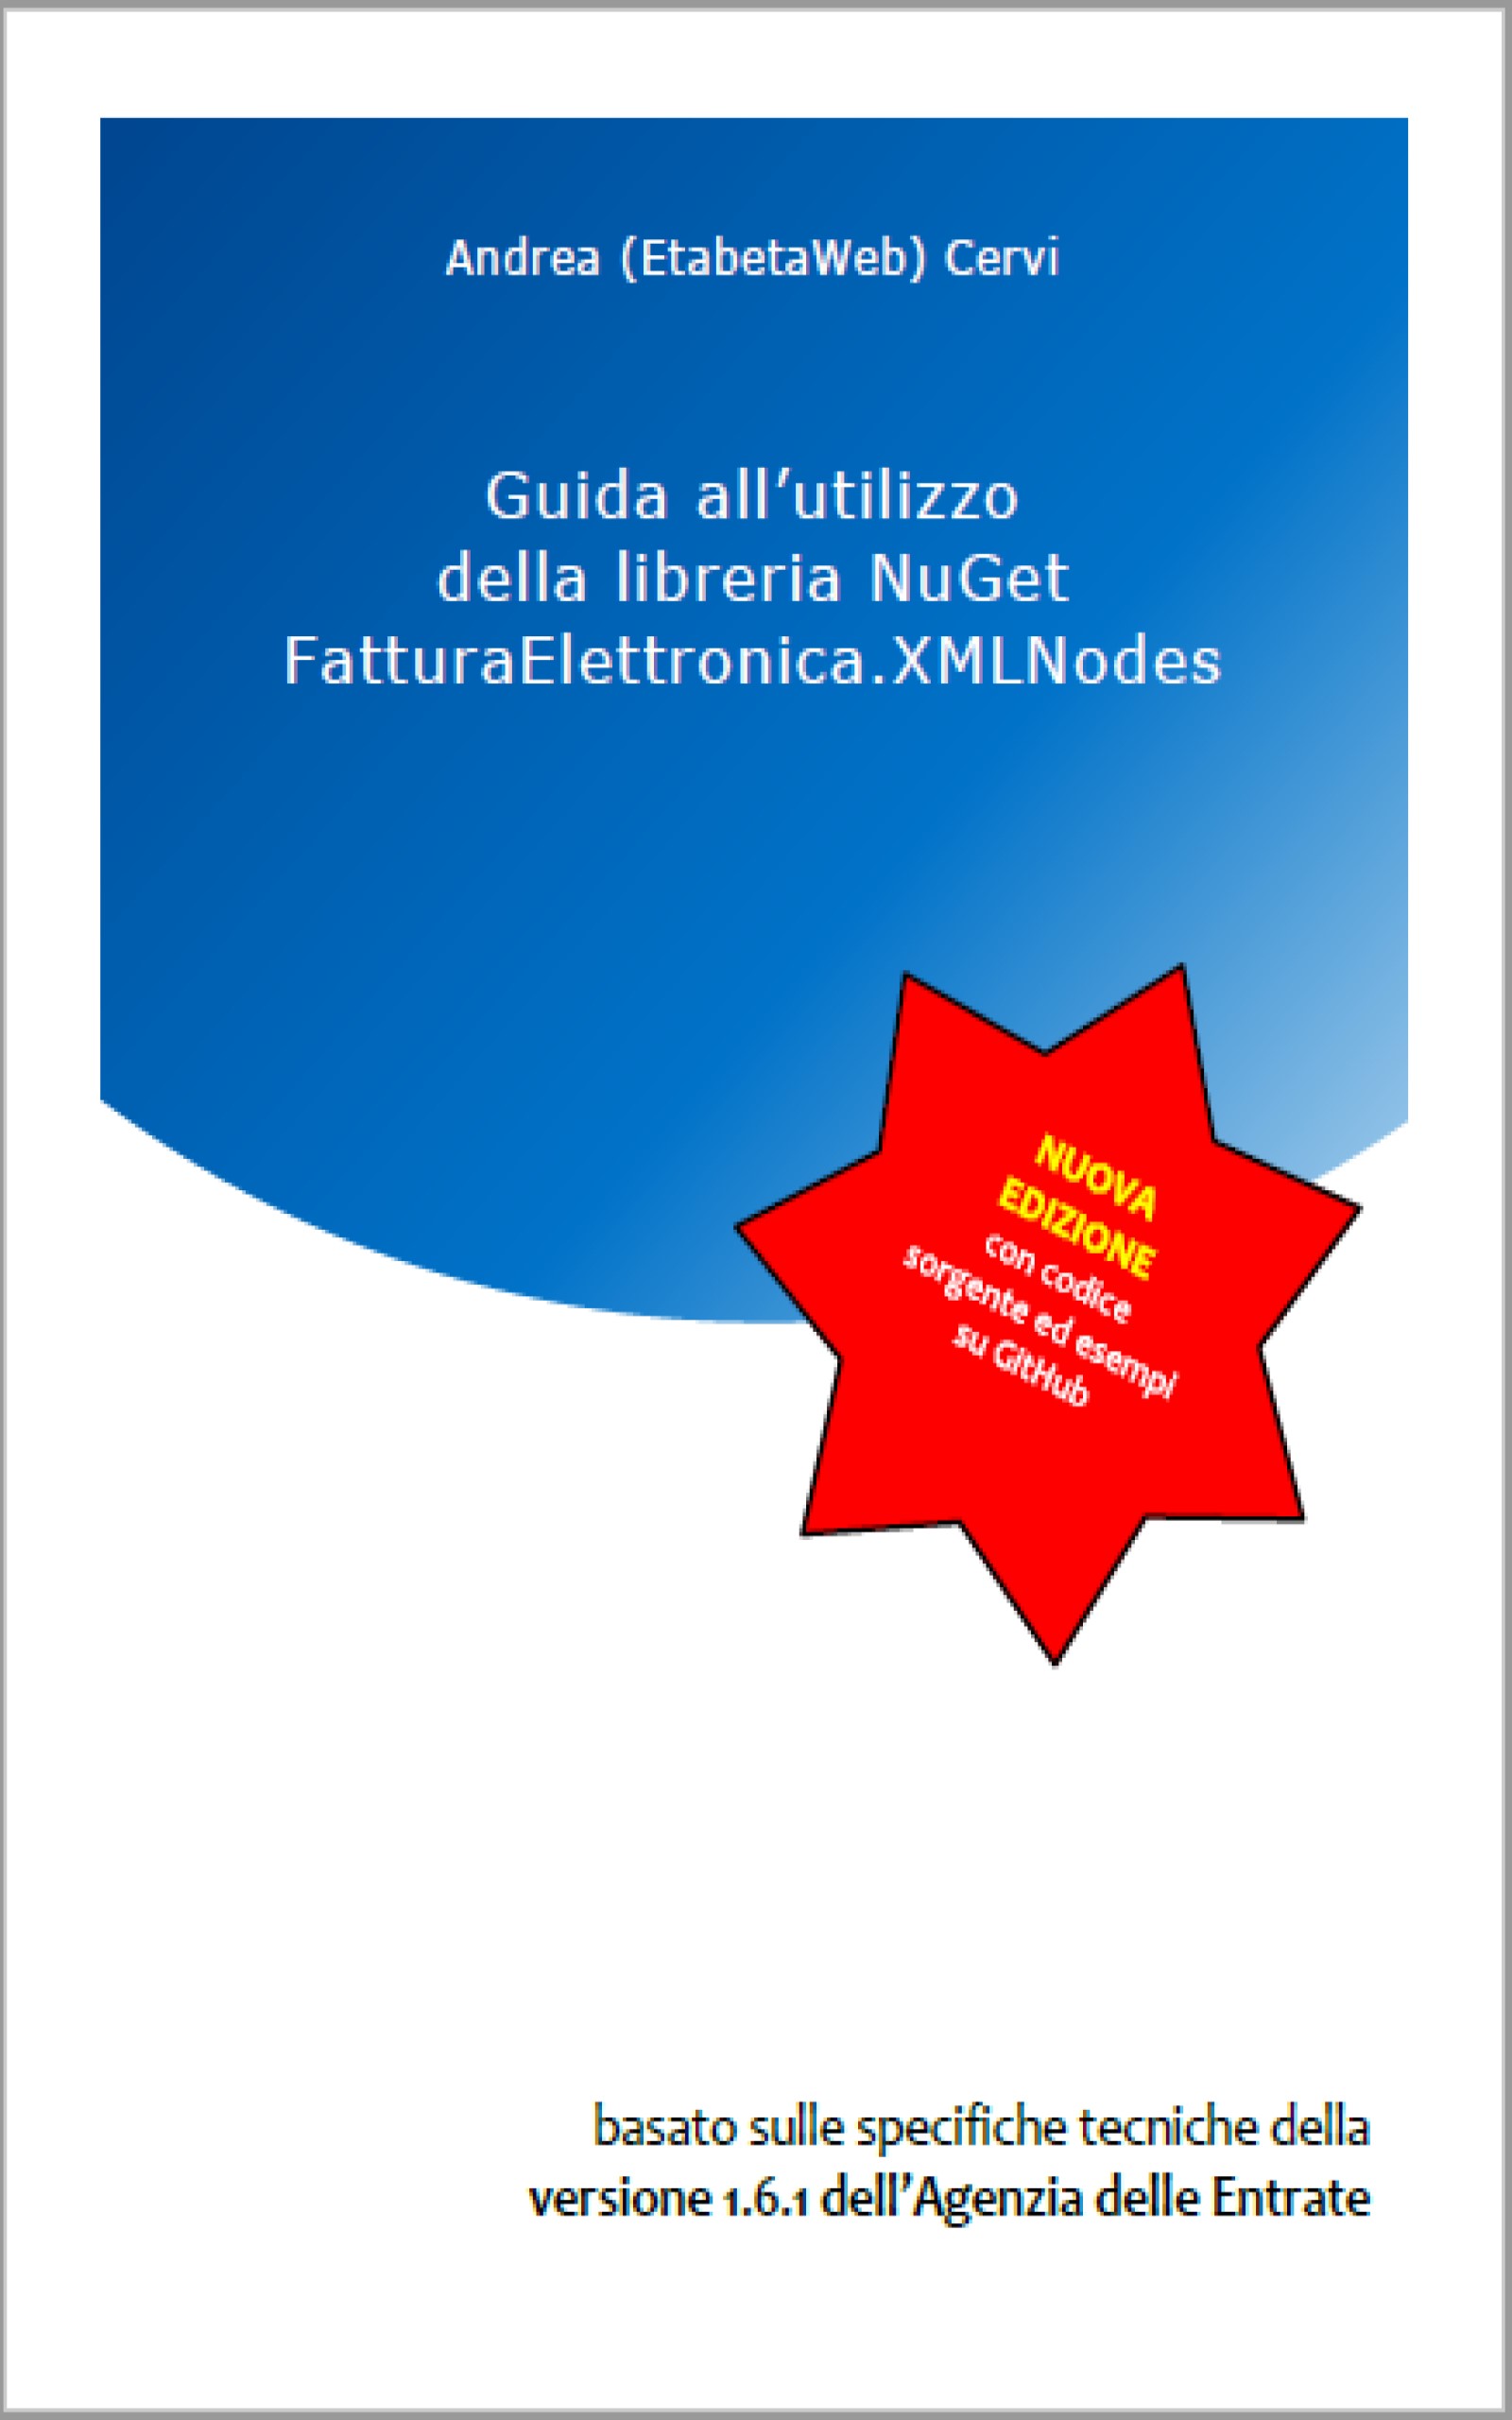 Andrea (EtabetaWeb) Cervi
Guida all’utilizzo
della libreria NuGet
FatturaElettronica.XMLNodes
NUOVA
EDIZIONE
con codice
sorgente ed esempi
su GitHub
basato sulle specifiche tecniche della
versione 1.6.1 dell’Agenzia delle Entrate